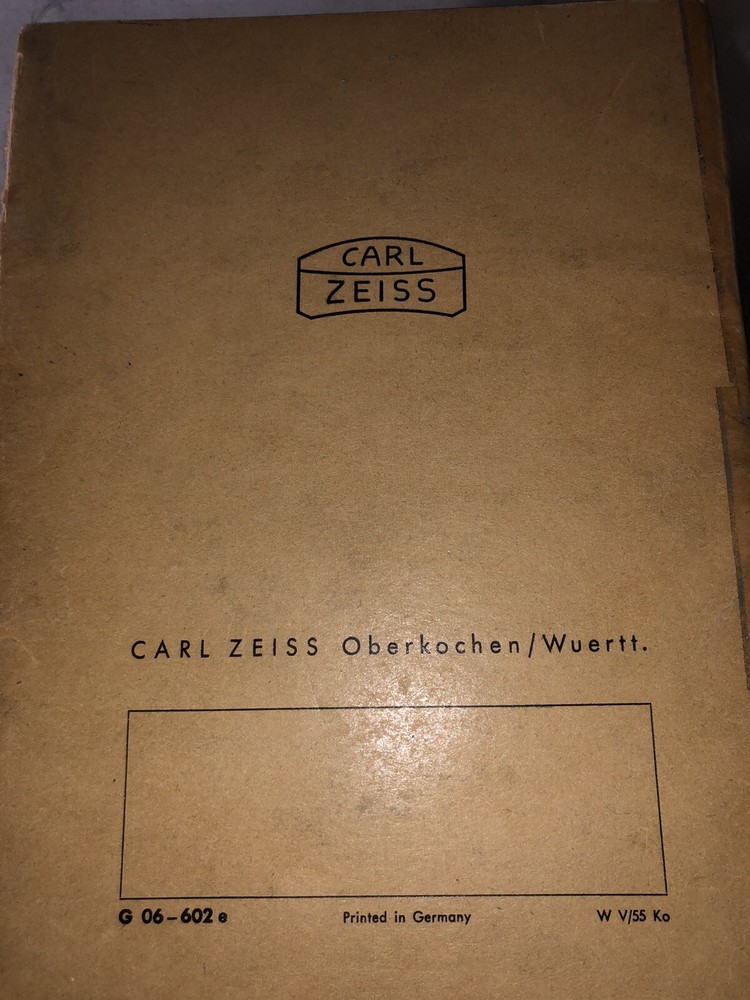 CARL
ZEISS
CARL ZEISS Oberkochen/Wuertt.
G 06-602 e Printed in Germany W V/55 Ko